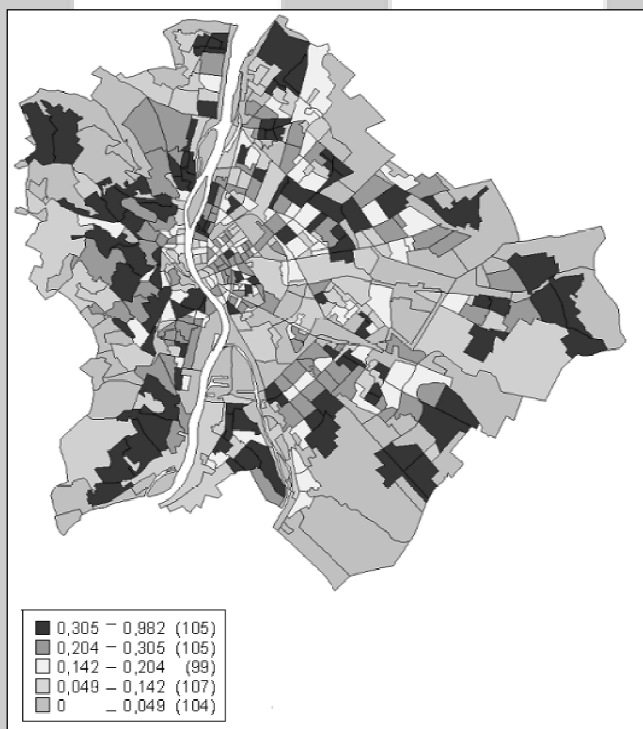 0,305 – 0,982 (105)
0,204 – 0,305 (105)
0,142 – 0,204 (99)
0,049 – 0,142 (107)
0 – 0,049 (104)